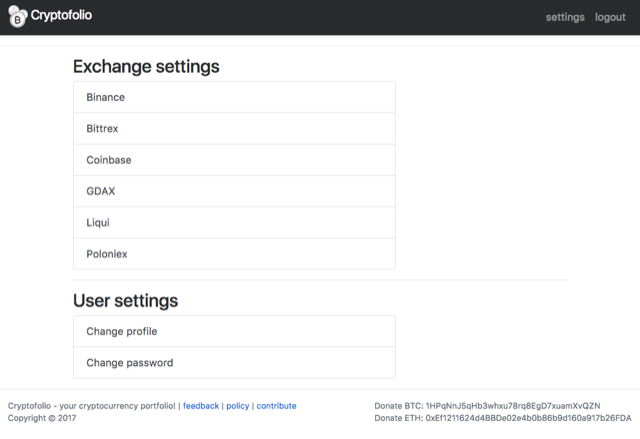 Cryptofolio
settings logout
Exchange settings
Binance
Bittrex
Coinbase
GDAX
Liqui
Poloniex
User settings
Change profile
Change password
Cryptofolio - your cryptocurrency portfolio! | feedback | policy | contribute
Copyright © 2017
Donate BTC: 1HPqNnJ5qHb3whxu78rq8EgD7xuamXvQZN
Donate ETH: 0xEf1211624d4BBDe02e4b0b86b9d160a917b26FDA